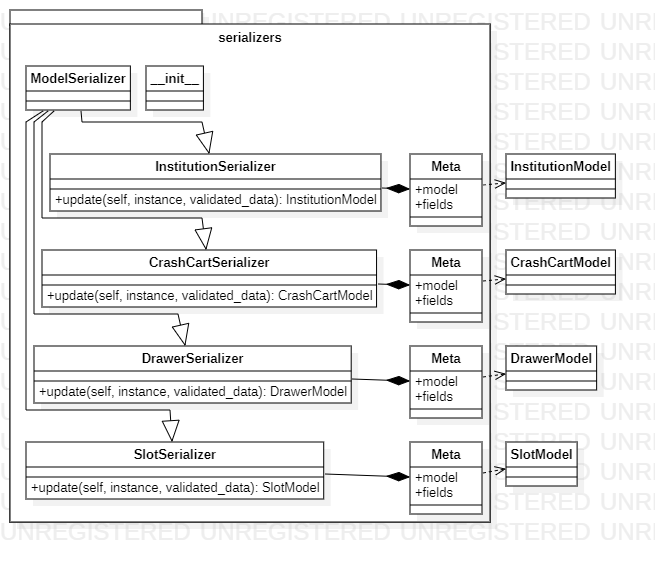 serializers
ModelSerializer
__init__
InstitutionSerializer
+update(self, instance, validated_data): InstitutionModel
Meta
+model
+fields
InstitutionModel
CrashCartSerializer
+update(self, instance, validated_data): CrashCartModel
Meta
+model
+fields
CrashCartModel
DrawerSerializer
+update(self, instance, validated_data): DrawerModel
Meta
+model
+fields
DrawerModel
SlotSerializer
+update(self, instance, validated_data): SlotModel
Meta
+model
+fields
SlotModel
UNREGISTERED UNREGISTERED UNREGISTERED UNRE